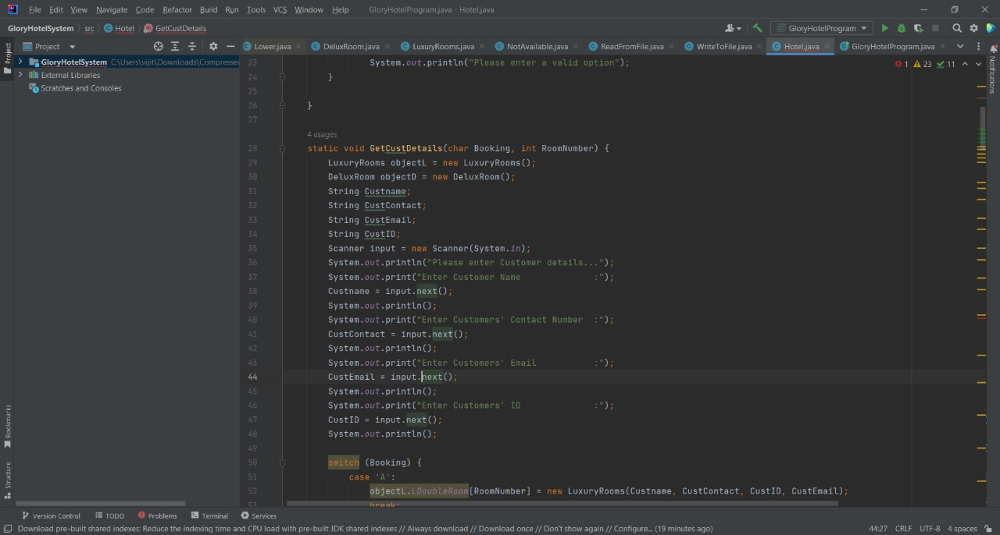 File Edit View Navigate Code Refactor Build Run Tools VCS Window Help GloryHotelProgram.java - Hotel.java
GloryHotelSystem src Hotel GetCustDetails GloryHotelProgram
Project Lower.java DeluxRoom.java LuxuryRooms.java NotAvailable.java ReadFromFile.java WriteToFile.java Hotel.java GloryHotelProgram.java
Project
Notifications
GloryHotelSystem C:\Users\vijit\Downloads\Compresse
External Libraries
Scratches and Consoles
1 23 11
23 System.out.println("Please enter a valid option");
24 }
25
26 }
27
4 usages
28 static void GetCustDetails(char Booking, int RoomNumber) {
29 LuxuryRooms objectL = new LuxuryRooms();
30 DeluxRoom objectD = new DeluxRoom();
31 String Custname;
32 String CustContact;
33 String CustEmail;
34 String CustID;
35 Scanner input = new Scanner(System.in);
36 System.out.println("Please enter Customer details...");
37 System.out.print("Enter Customer Name              :");
38 Custname = input.next();
39 System.out.println();
40 System.out.print("Enter Customers' Contact Number  :");
41 CustContact = input.next();
42 System.out.println();
43 System.out.print("Enter Customers' Email           :");
44 CustEmail = input.next();
45 System.out.println();
46 System.out.print("Enter Customers' ID              :");
47 CustID = input.next();
48 System.out.println();
49
50 switch (Booking) {
51 case 'A':
52 objectL.LDoubleRoom[RoomNumber] = new LuxuryRooms(Custname, CustContact, CustID, CustEmail);
53 break;
Bookmarks
Structure
Version Control TODO Problems Terminal Services
Download pre-built shared indexes: Reduce the indexing time and CPU load with pre-built JDK shared indexes // Always download // Download once // Don't show again // Configure... (19 minutes ago) 44:27 CRLF UTF-8 4 spaces